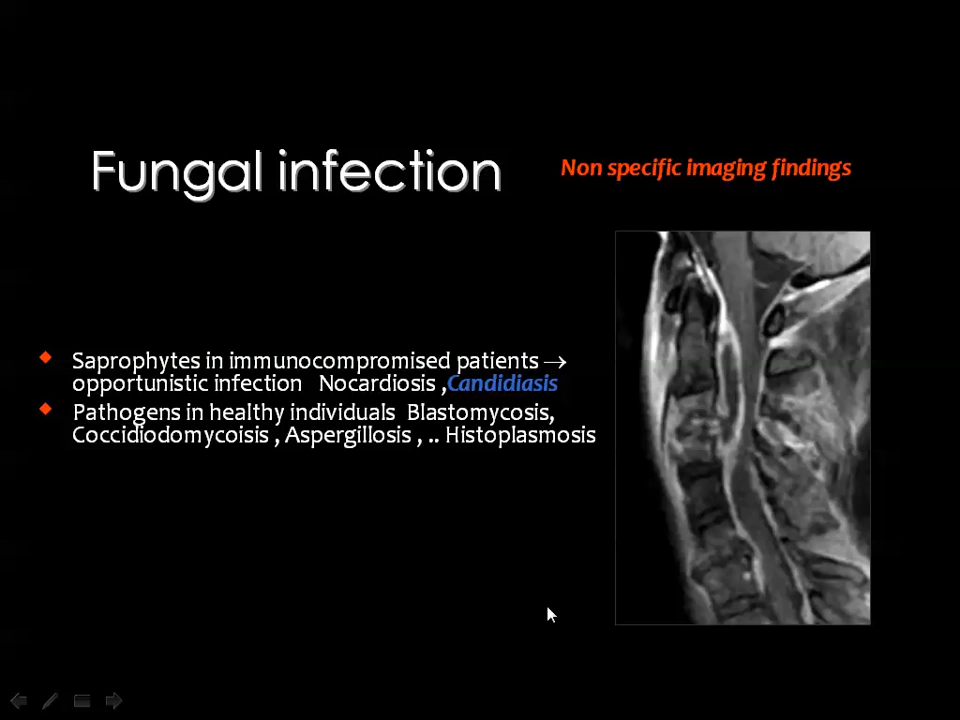 Fungal infection
Non specific imaging findings
Saprophytes in immunocompromised patients →
opportunistic infection Nocardiosis ,Candidiasis
Pathogens in healthy individuals Blastomycosis,
Coccidiodomycoisis , Aspergillosis , .. Histoplasmosis